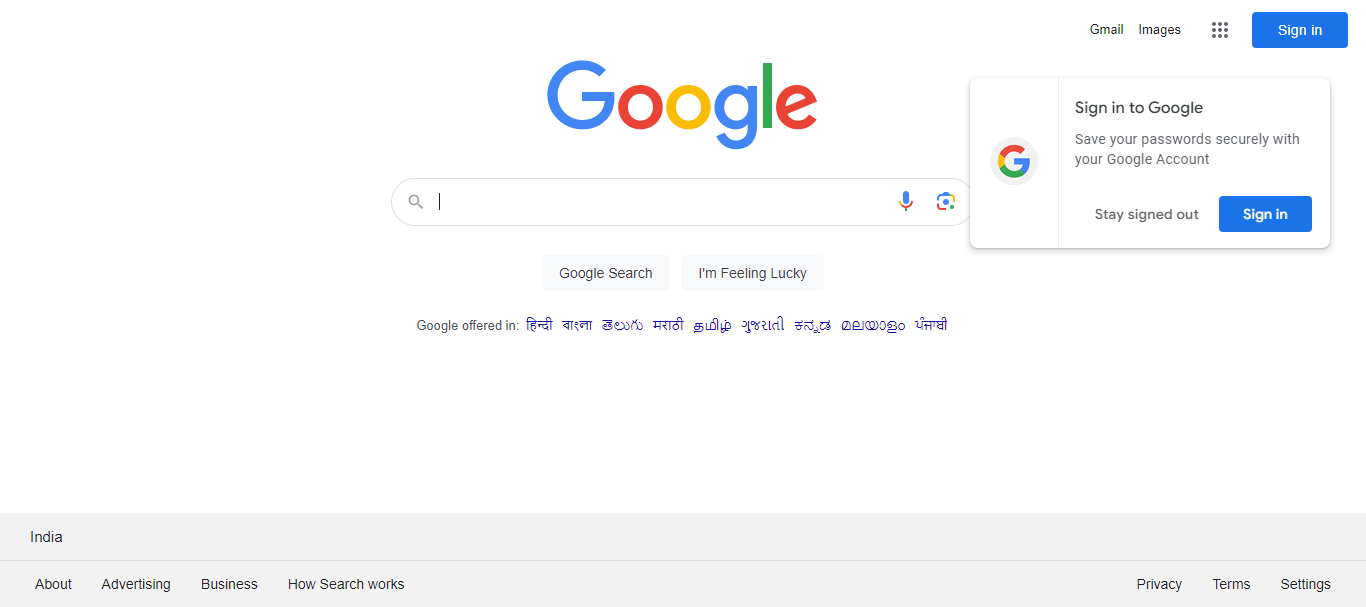 Gmail Images Sign in
Google
Sign in to Google
Save your passwords securely with
your Google Account
Stay signed out Sign in
Google Search I'm Feeling Lucky
Google offered in: हिन्दी বাংলা తెలుగు मराठी தமிழ் ગુજરાતી ಕನ್ನಡ മലയാളം ਪੰਜਾਬੀ
India
About Advertising Business How Search works Privacy Terms Settings